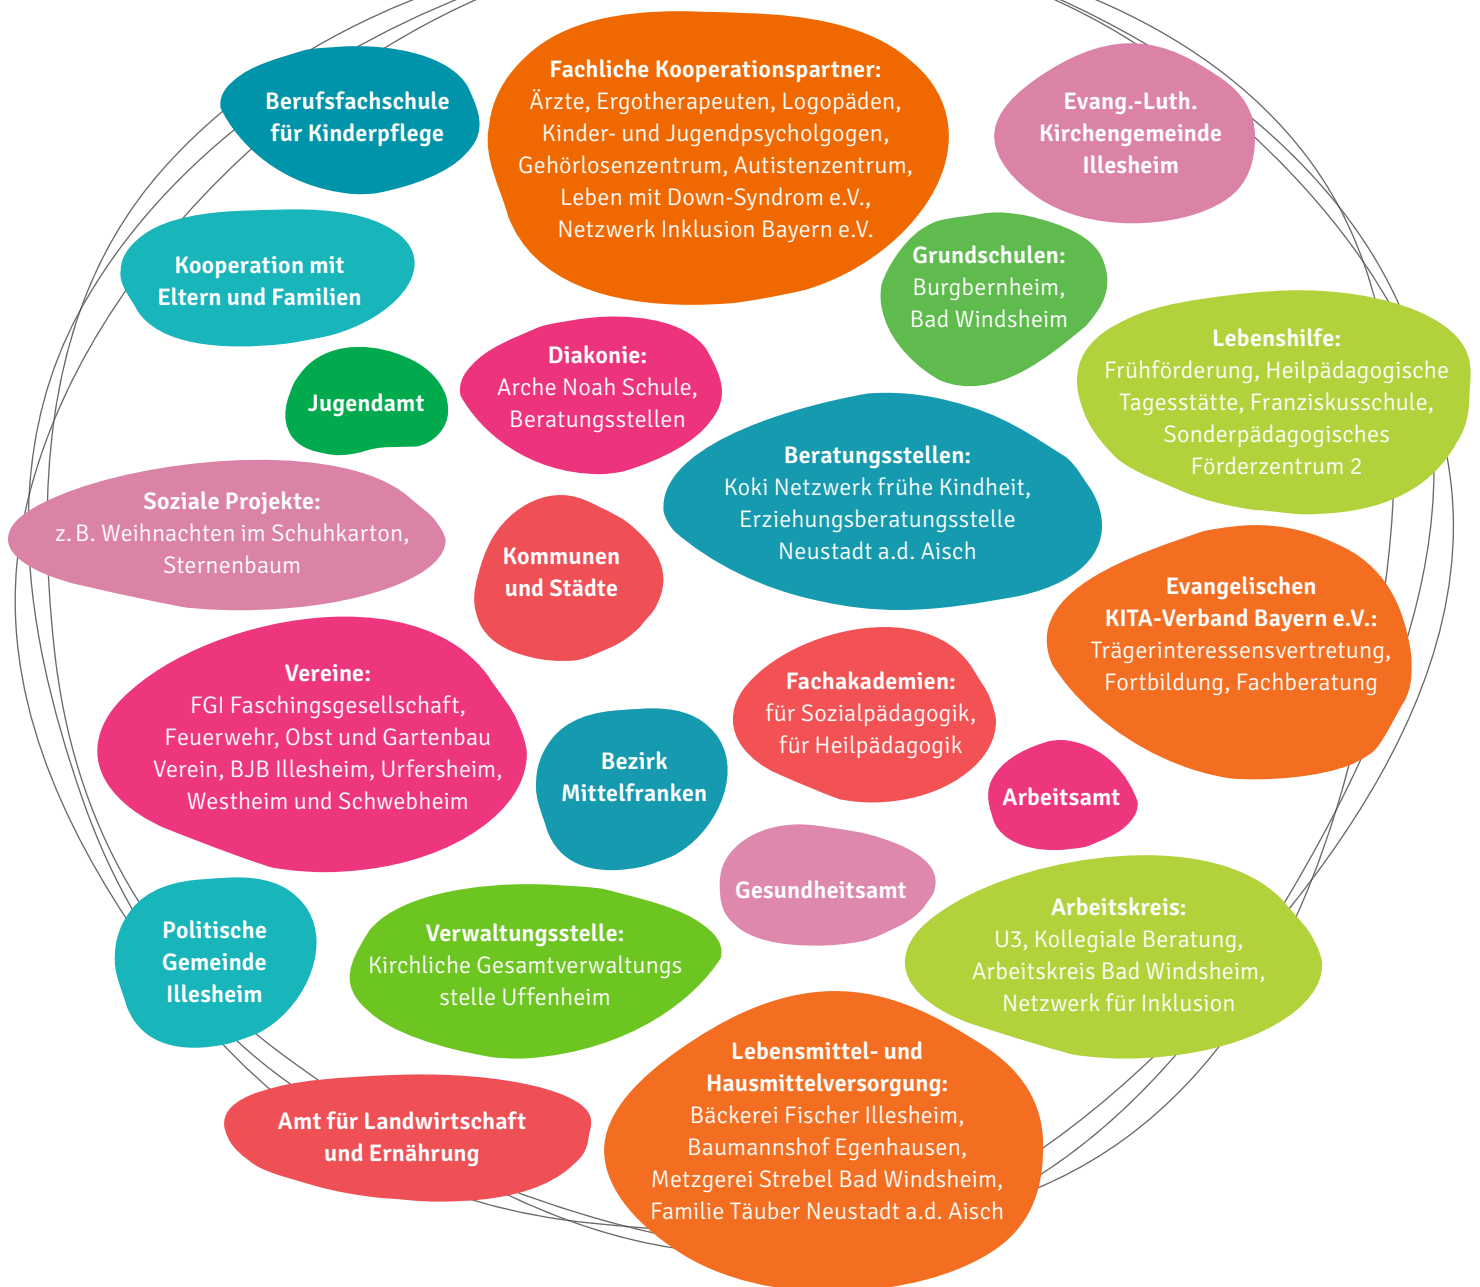 Berufsfachschule
für Kinderpflege
Fachliche Kooperationspartner:
Ärzte, Ergotherapeuten, Logopäden,
Kinder- und Jugendpsycholgogen,
Gehörlosenzentrum, Autistenzentrum,
Leben mit Down-Syndrom e.V.,
Netzwerk Inklusion Bayern e.V.
Evang.-Luth.
Kirchengemeinde
Illesheim
Kooperation mit
Eltern und Familien
Grundschulen:
Burgbernheim,
Bad Windsheim
Lebenshilfe:
Frühförderung, Heilpädagogische
Tagesstätte, Franziskusschule,
Sonderpädagogisches
Förderzentrum 2
Jugendamt
Diakonie:
Arche Noah Schule,
Beratungsstellen
Beratungsstellen:
Koki Netzwerk frühe Kindheit,
Erziehungsberatungsstelle
Neustadt a.d. Aisch
Soziale Projekte:
z. B. Weihnachten im Schuhkarton,
Sternenbaum
Kommunen
und Städte
Evangelischen
KITA-Verband Bayern e.V.:
Trägerinteressensvertretung,
Fortbildung, Fachberatung
Vereine:
FGI Faschingsgesellschaft,
Feuerwehr, Obst und Gartenbau
Verein, BJB Illesheim, Urfersheim,
Westheim und Schwebheim
Fachakademien:
für Sozialpädagogik,
für Heilpädagogik
Bezirk
Mittelfranken
Arbeitsamt
Gesundheitsamt
Politische
Gemeinde
Illesheim
Verwaltungsstelle:
Kirchliche Gesamtverwaltungs
stelle Uffenheim
Arbeitskreis:
U3, Kollegiale Beratung,
Arbeitskreis Bad Windsheim,
Netzwerk für Inklusion
Amt für Landwirtschaft
und Ernährung
Lebensmittel- und
Hausmittelversorgung:
Bäckerei Fischer Illesheim,
Baumannshof Egenhausen,
Metzgerei Strebel Bad Windsheim,
Familie Täuber Neustadt a.d. Aisch